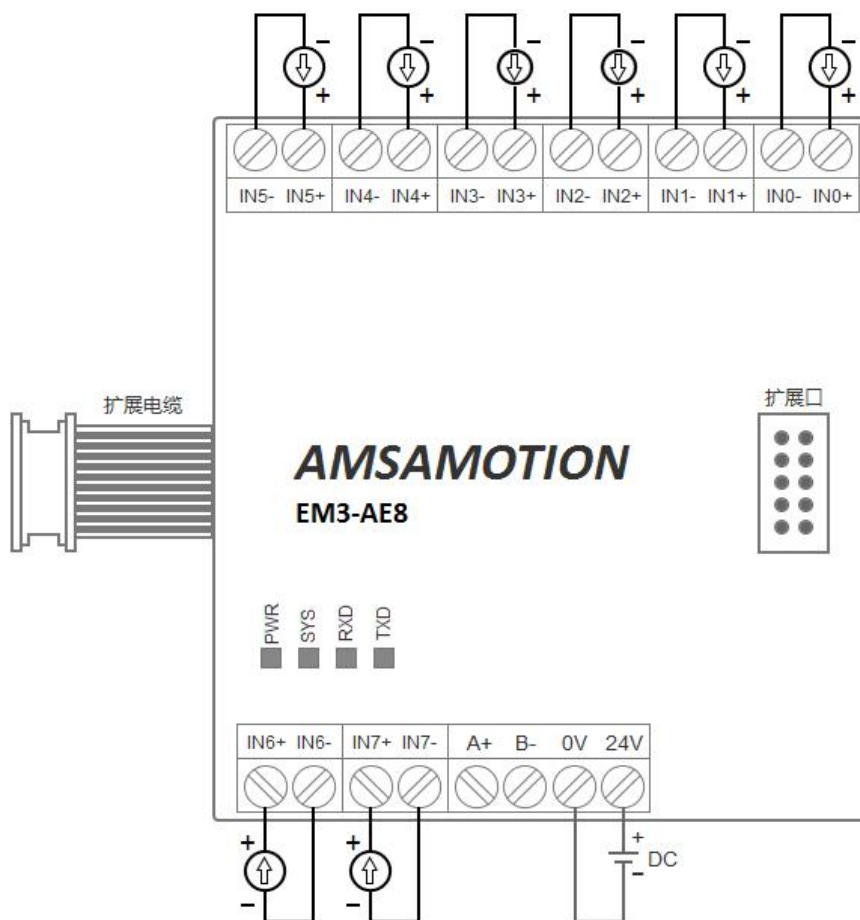 - - - - - -
+ + + + + +
IN5- IN5+ IN4- IN4+ IN3- IN3+ IN2- IN2+ IN1- IN1+ IN0- IN0+
扩展电缆
扩展口
AMSAMOTION
EM3-AE8
PWR SYS RXD TXD
IN6+ IN6- IN7+ IN7- A+ B- 0V 24V
+ + +
DC
- - -